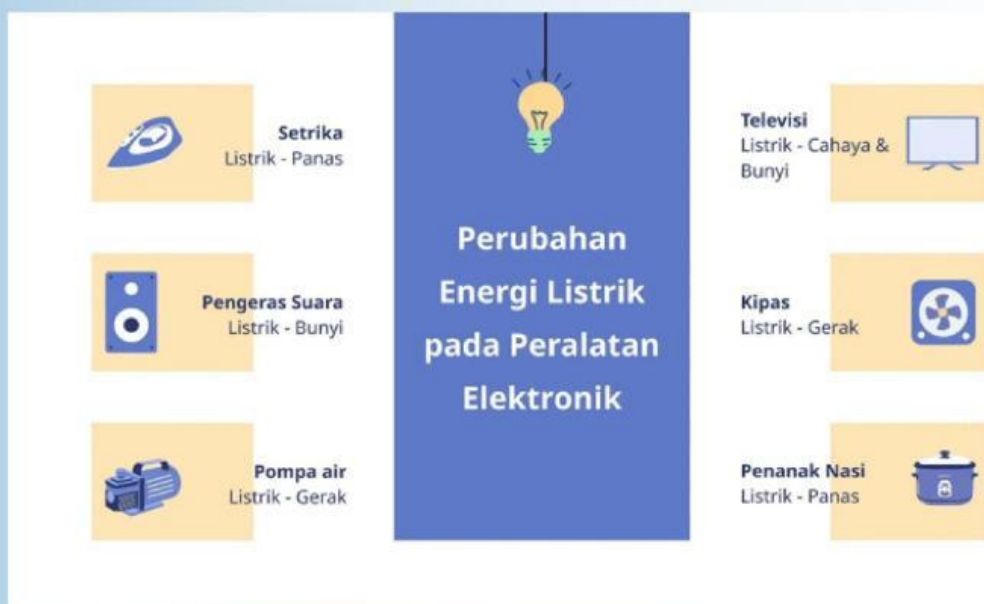 Setrika
Listrik - Panas
Pengeras Suara
Listrik - Bunyi
Pompa air
Listrik - Gerak
Perubahan
Energi Listrik
pada Peralatan
Elektronik
Televisi
Listrik - Cahaya &
Bunyi
Kipas
Listrik - Gerak
Penanak Nasi
Listrik - Panas